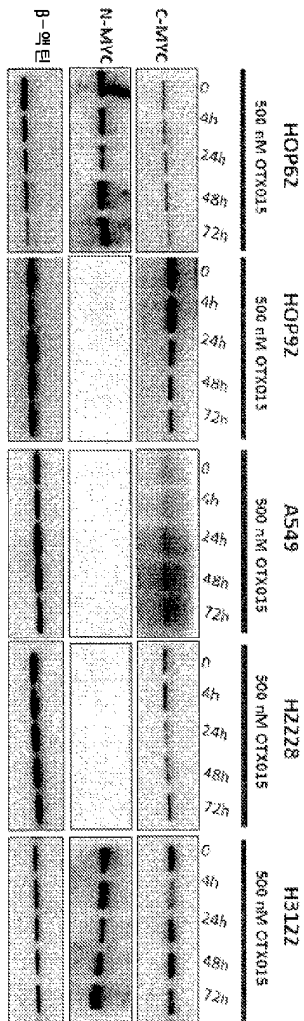 HOP62
500 nM OTX015
0 4h 24h 48h 72h
HOP92
500 nM OTX015
0 4h 24h 48h 72h
A549
500 nM OTX015
0 4h 24h 48h 72h
H2228
500 nM OTX015
0 4h 24h 48h 72h
H3122
500 nM OTX015
0 4h 24h 48h 72h
C-MYC
N-MYC
β-액틴